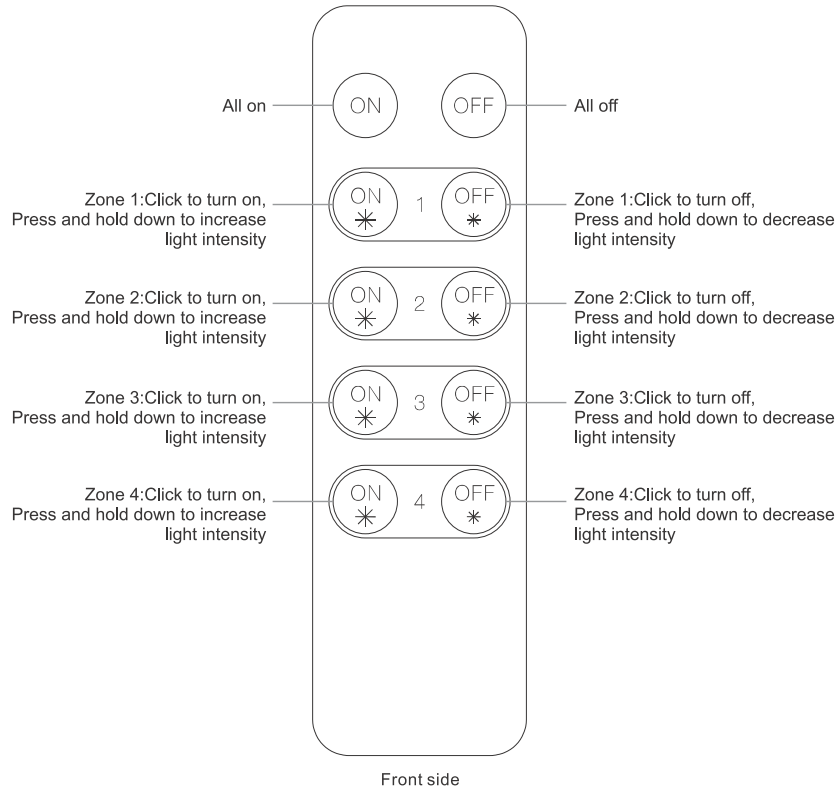 All on
ON
OFF
All off
Zone 1:Click to turn on,
Press and hold down to increase
light intensity
ON
1
OFF
Zone 1:Click to turn off,
Press and hold down to decrease
light intensity
Zone 2:Click to turn on,
Press and hold down to increase
light intensity
ON
2
OFF
Zone 2:Click to turn off,
Press and hold down to decrease
light intensity
Zone 3:Click to turn on,
Press and hold down to increase
light intensity
ON
3
OFF
Zone 3:Click to turn off,
Press and hold down to decrease
light intensity
Zone 4:Click to turn on,
Press and hold down to increase
light intensity
ON
4
OFF
Zone 4:Click to turn off,
Press and hold down to decrease
light intensity
Front side